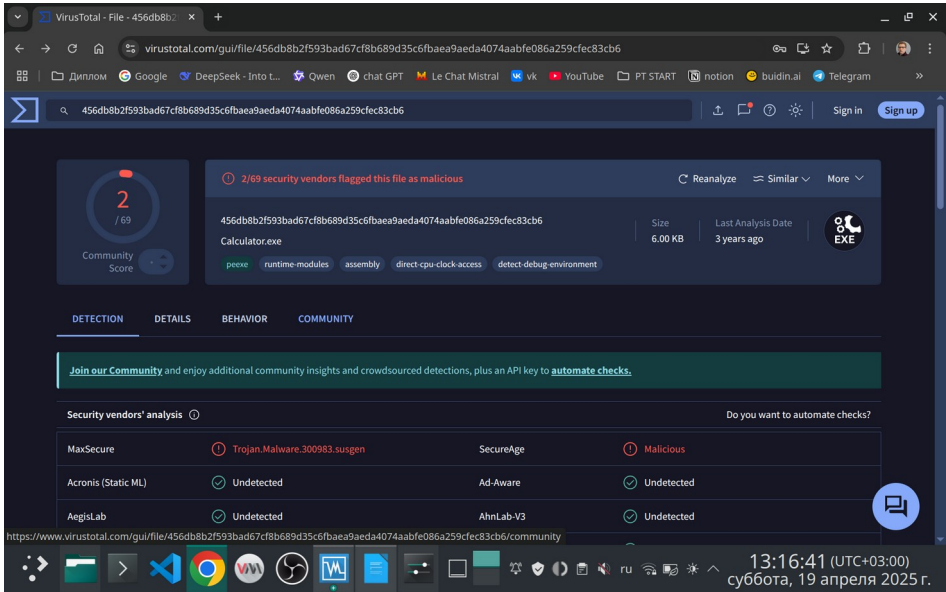 VirusTotal - File - 456db8b2f
virustotal.com/gui/file/456db8b2f593bad67cf8b689d35c6fbaea9aeda4074aabfe086a259cfec83cb6
Диплом Google DeepSeek - Into t... Qwen chat GPT Le Chat Mistral vk YouTube PT START notion buidin.ai Telegram »
456db8b2f593bad67cf8b689d35c6fbaea9aeda4074aabfe086a259cfec83cb6 Sign in Sign up
2
/ 69
Community
Score
2/69 security vendors flagged this file as malicious Reanalyze Similar More
456db8b2f593bad67cf8b689d35c6fbaea9aeda4074aabfe086a259cfec83cb6
Calculator.exe
Size
6.00 KB
Last Analysis Date
3 years ago
EXE
peexe runtime-modules assembly direct-cpu-clock-access detect-debug-environment
DETECTION DETAILS BEHAVIOR COMMUNITY
Join our Community and enjoy additional community insights and crowdsourced detections, plus an API key to automate checks.
Security vendors' analysis Do you want to automate checks?
MaxSecure Trojan.Malware.300983.susgen SecureAge Malicious
Acronis (Static ML) Undetected Ad-Aware Undetected
AegisLab Undetected AhnLab-V3 Undetected
https://www.virustotal.com/gui/file/456db8b2f593bad67cf8b689d35c6fbaea9aeda4074aabfe086a259cfec83cb6/community
ru 13:16:41 (UTC+03:00)
суббота, 19 апреля 2025 г.